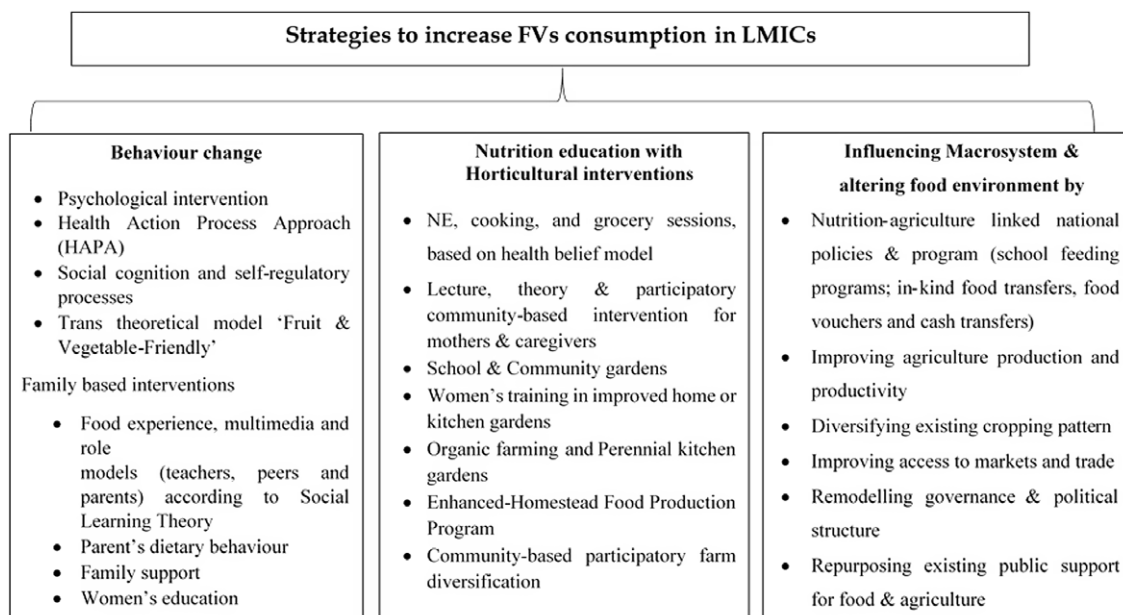 Strategies to increase FVs consumption in LMICs
Behaviour change
• Psychological intervention
• Health Action Process Approach
(HAPA)
• Social cognition and self-regulatory
processes
• Trans theoretical model ‘Fruit &
Vegetable-Friendly’
Family based interventions
• Food experience, multimedia and
role
models (teachers, peers and
parents) according to Social
Learning Theory
• Parent’s dietary behaviour
• Family support
• Women’s education
Nutrition education with
Horticultural interventions
• NE, cooking, and grocery sessions,
based on health belief model
• Lecture, theory & participatory
community-based intervention for
mothers & caregivers
• School & Community gardens
• Women’s training in improved home or
kitchen gardens
• Organic farming and Perennial kitchen
gardens
• Enhanced-Homestead Food Production
Program
• Community-based participatory farm
diversification
Influencing Macrosystem &
altering food environment by
• Nutrition-agriculture linked national
policies & program (school feeding
programs; in-kind food transfers, food
vouchers and cash transfers)
• Improving agriculture production and
productivity
• Diversifying existing cropping pattern
• Improving access to markets and trade
• Remodelling governance & political
structure
• Repurposing existing public support
for food & agriculture